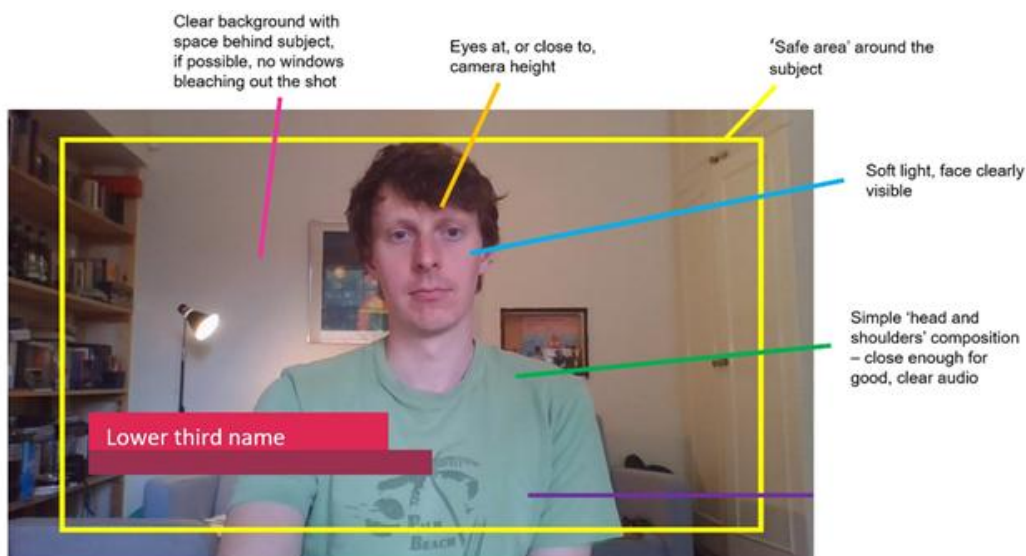 Clear background with
space behind subject,
if possible, no windows
bleaching out the shot
Eyes at, or close to,
camera height
‘Safe area’ around the
subject
Soft light, face clearly
visible
Simple ‘head and
shoulders’ composition
– close enough for
good, clear audio
Lower third name
PALM
BEACH